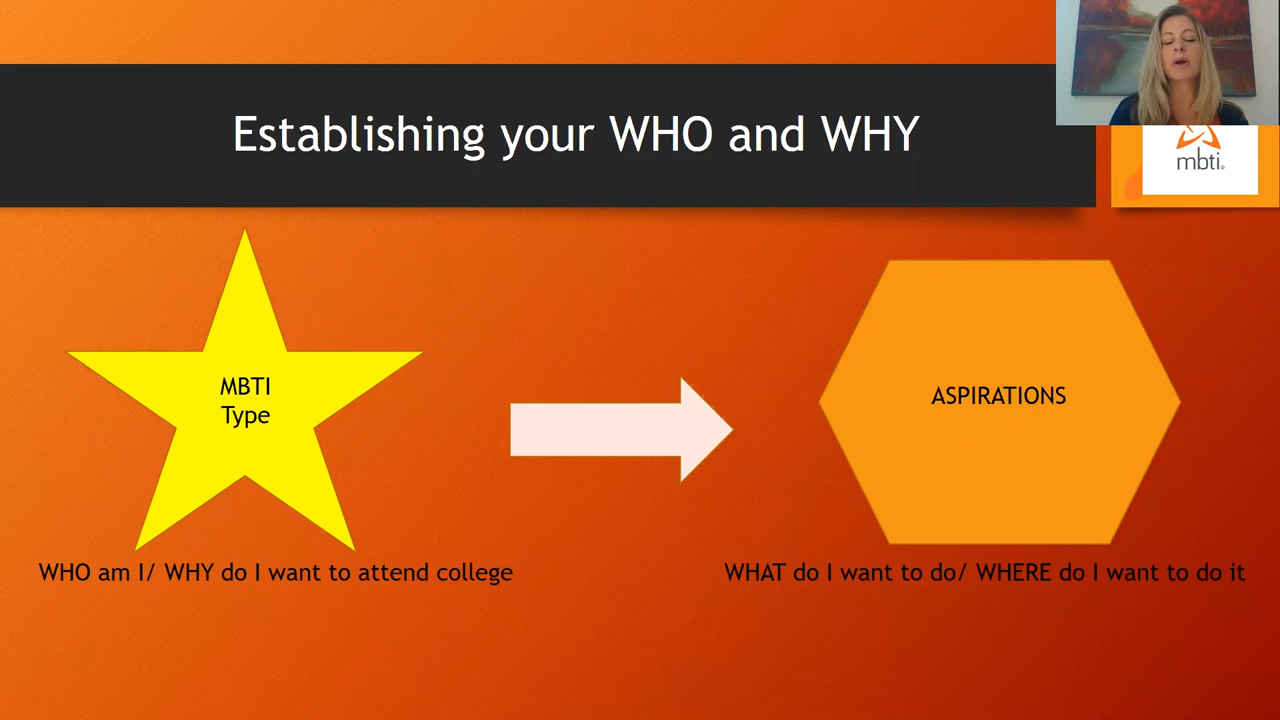 Establishing your WHO and WHY
mbti®
MBTI
Type
ASPIRATIONS
WHO am I/ WHY do I want to attend college
WHAT do I want to do/ WHERE do I want to do it